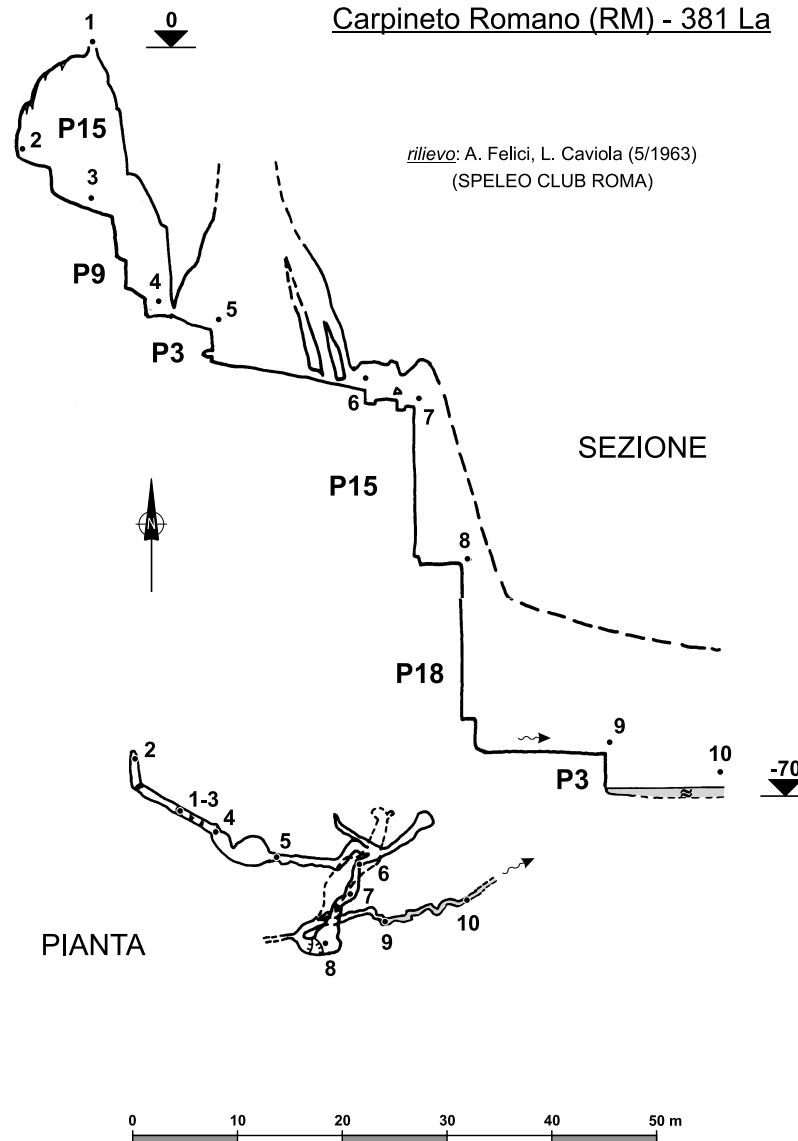 Carpineto Romano (RM) - 381 La
1
0
P15
2
3
rilievo: A. Felici, L. Caviola (5/1963)
(SPELEO CLUB ROMA)
P9
4
5
P3
6
7
SEZIONE
P15
N
8
P18
9
10
-70
P3
2
1-3
4
5
6
7
10
9
8
PIANTA
0 10 20 30 40 50 m